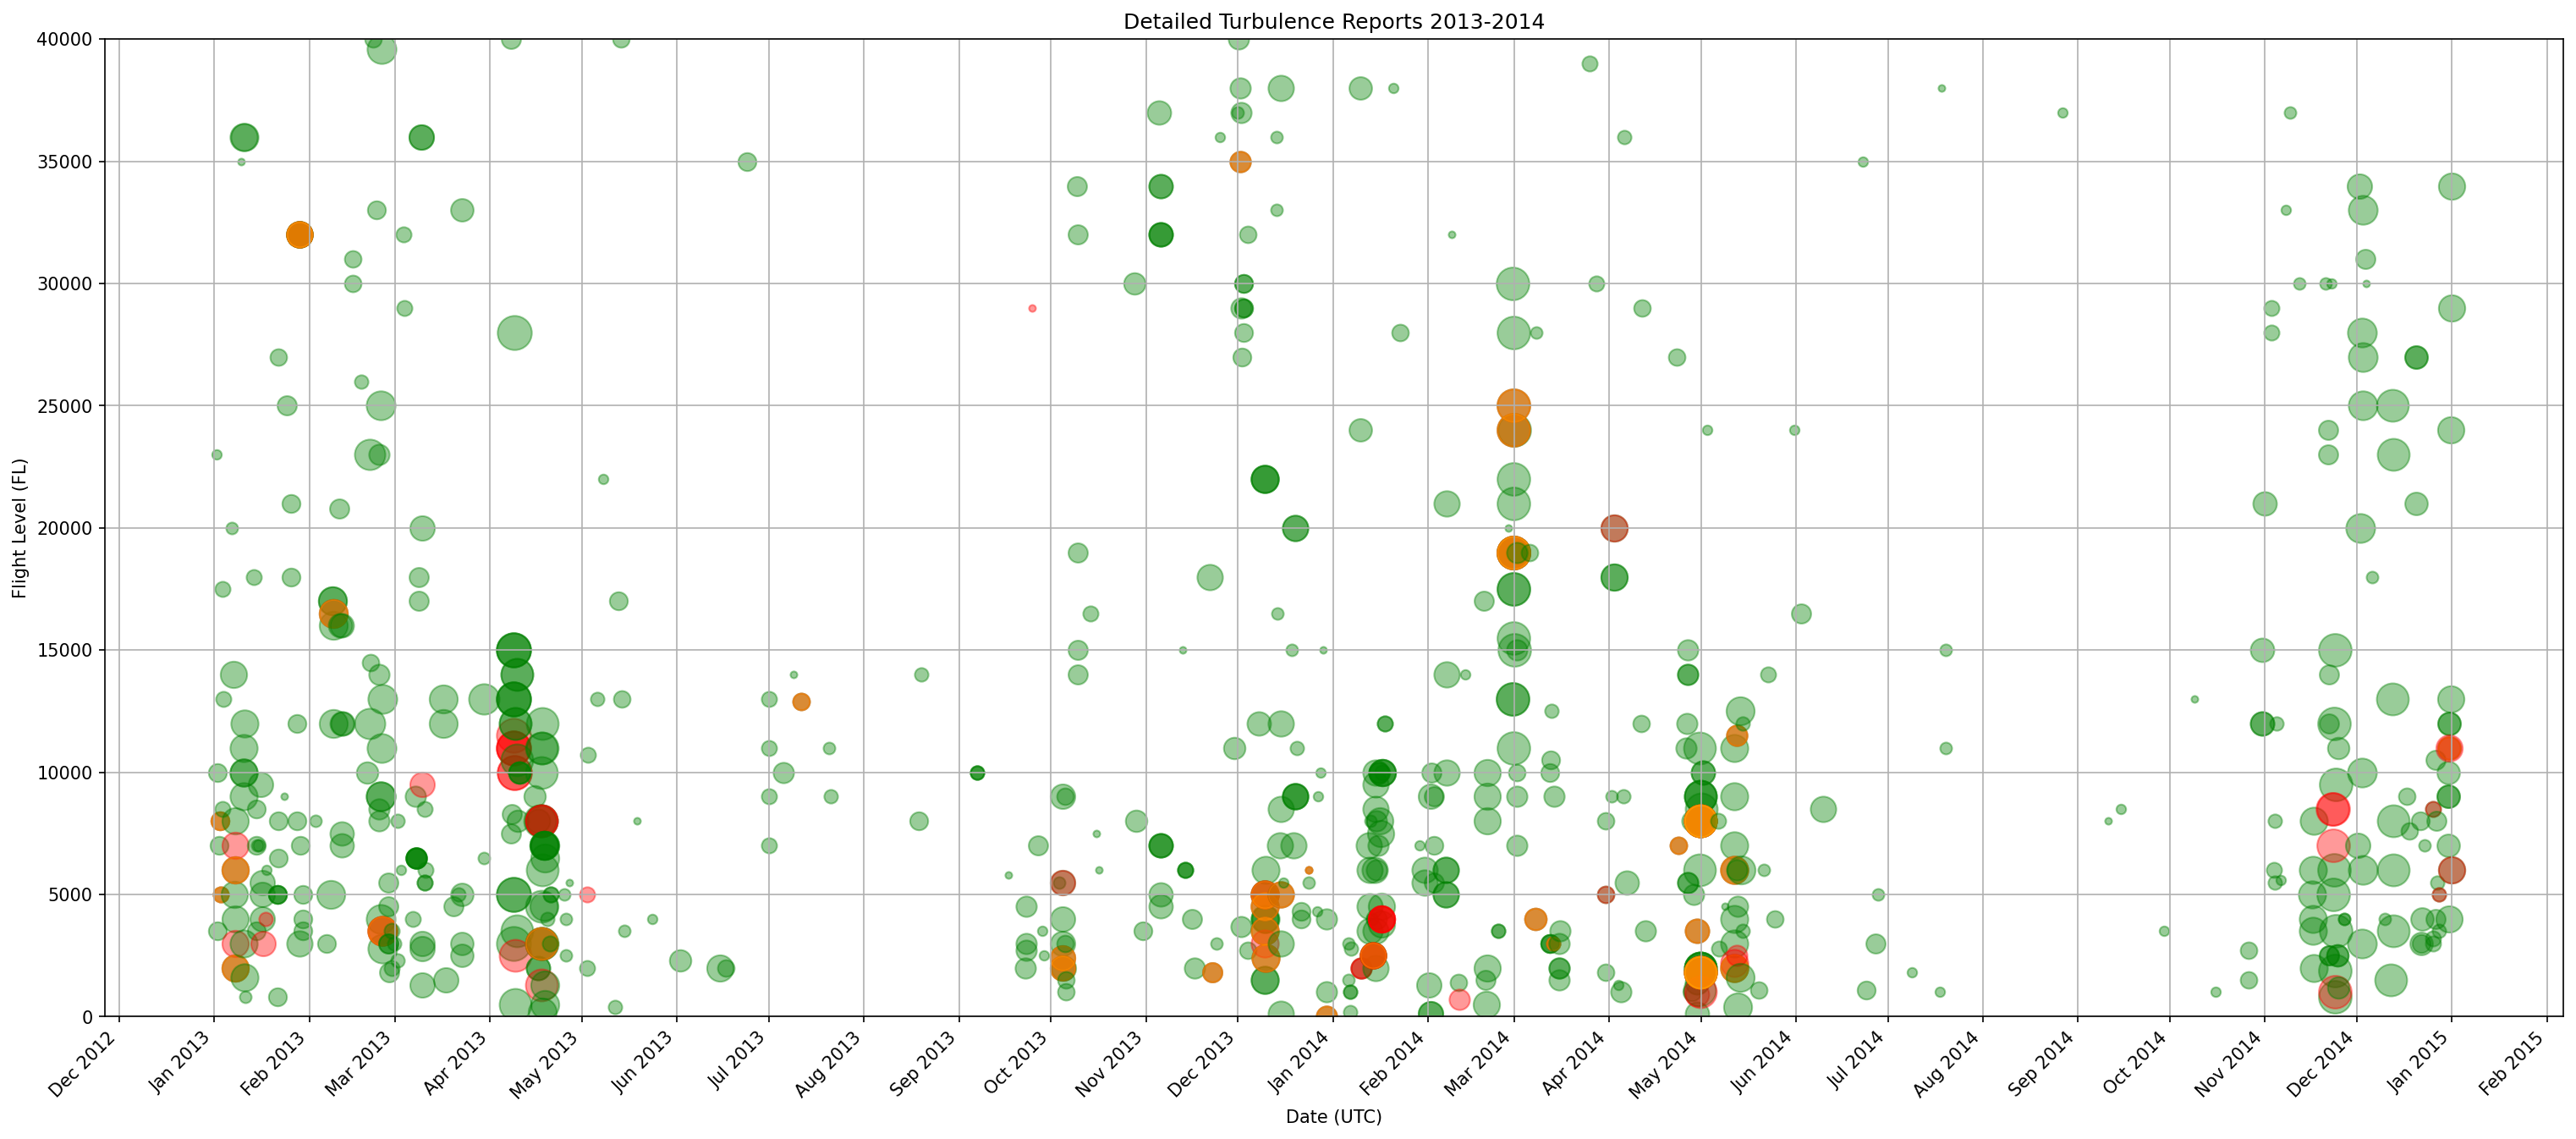 Detailed Turbulence Reports 2013-2014
Flight Level (FL)
40000
35000
30000
25000
20000
15000
10000
5000
0
Dec 2012
Jan 2013
Feb 2013
Mar 2013
Apr 2013
May 2013
Jun 2013
Jul 2013
Aug 2013
Sep 2013
Oct 2013
Nov 2013
Dec 2013
Jan 2014
Feb 2014
Mar 2014
Apr 2014
May 2014
Jun 2014
Jul 2014
Aug 2014
Sep 2014
Oct 2014
Nov 2014
Dec 2014
Jan 2015
Feb 2015
Date (UTC)